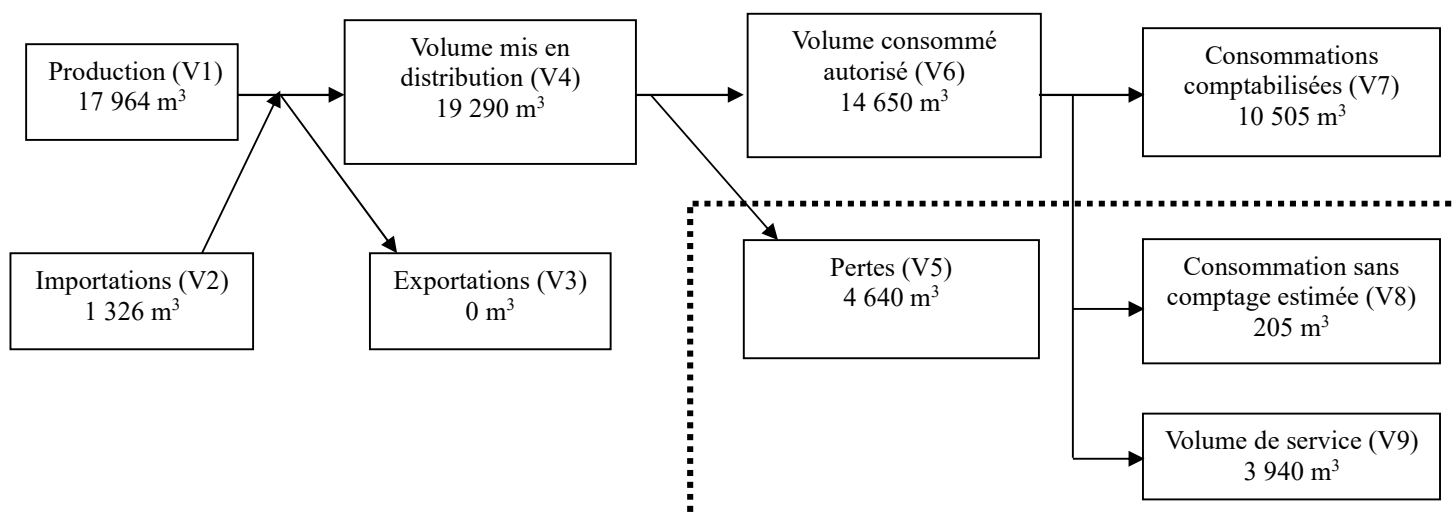 Production (V1)
17 964 m³
Volume mis en
distribution (V4)
19 290 m³
Volume consommé
autorisé (V6)
14 650 m³
Consommations
comptabilisées (V7)
10 505 m³
Importations (V2)
1 326 m³
Exportations (V3)
0 m³
Pertes (V5)
4 640 m³
Consommation sans
comptage estimée (V8)
205 m³
Volume de service (V9)
3 940 m³